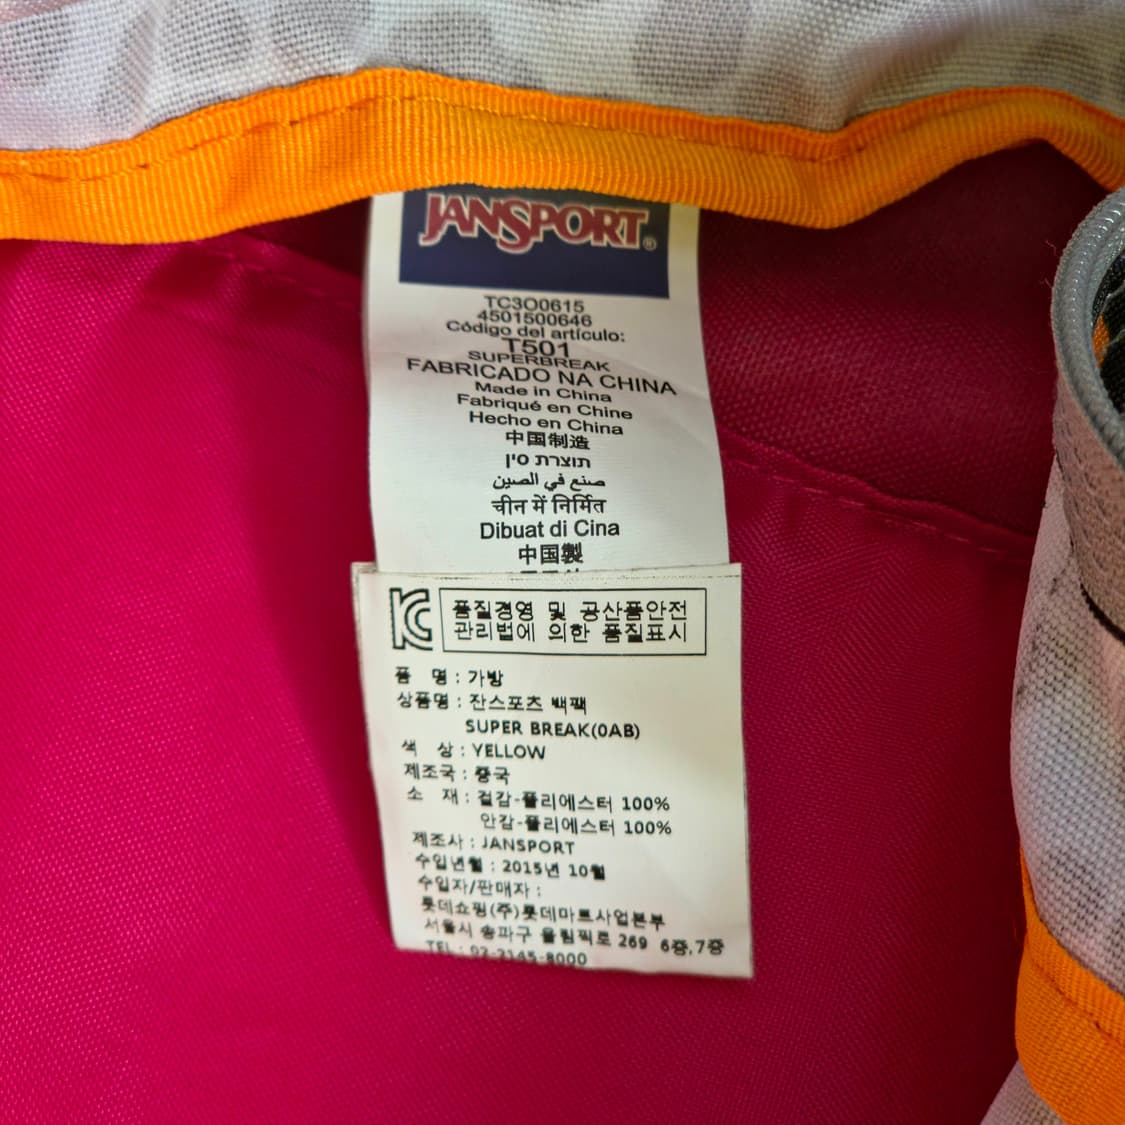 JANSPORT®
TC3O0615
4501500646
Código del artículo:
T501
SUPERBREAK
FABRICADO NA CHINA
Made in China
Fabriqué en Chine
Hecho en China
中国制造
תוצרת סין
صنع في الصين
चीन में निर्मित
Dibuat di Cina
中国製
품질경영 및 공산품안전
관리법에 의한 품질표시
품 명 : 가방
상품명 : 잔스포츠 백팩
SUPER BREAK(0AB)
색 상 : YELLOW
제조국 : 중국
소 재 : 겉감-폴리에스터 100%
안감-폴리에스터 100%
제조사 : JANSPORT
수입년월 : 2015년 10월
수입자/판매자 :
롯데쇼핑(주)롯데마트사업본부
서울시 송파구 올림픽로 269 6층,7층
TEL : 02-2145-8000